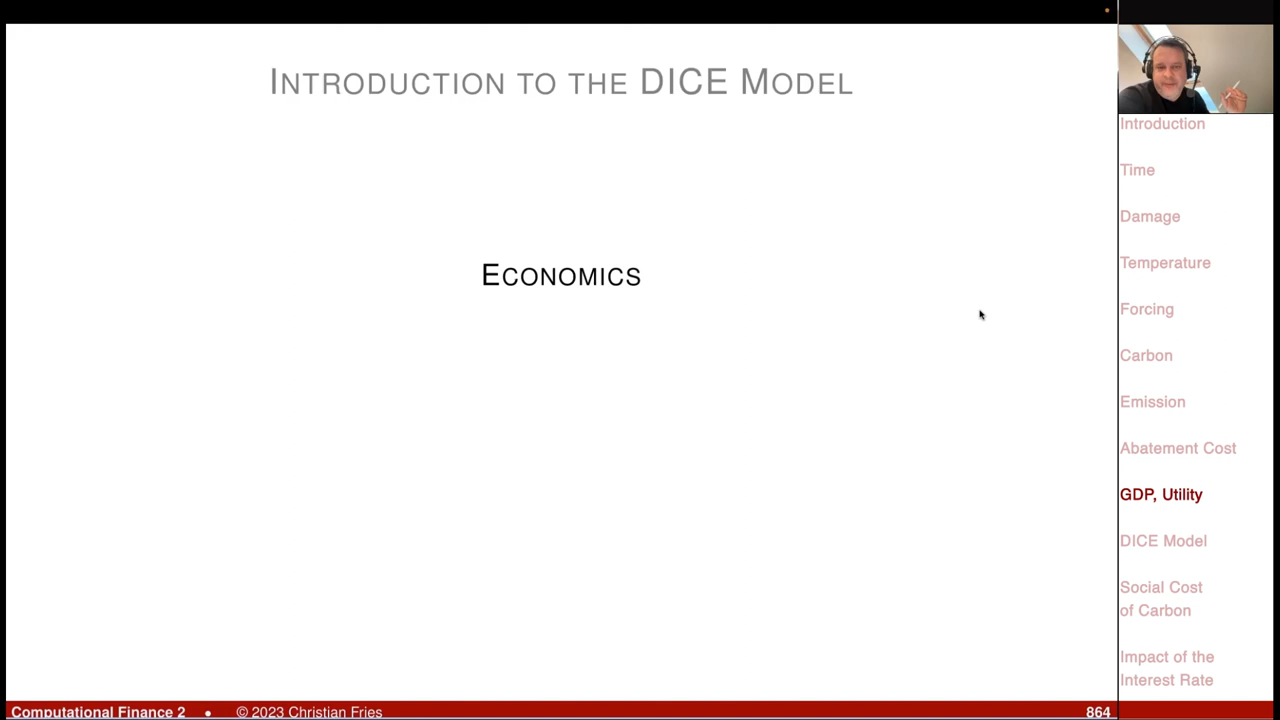 INTRODUCTION TO THE DICE MODEL
ECONOMICS
Introduction
Time
Damage
Temperature
Forcing
Carbon
Emission
Abatement Cost
GDP, Utility
DICE Model
Social Cost
of Carbon
Impact of the
Interest Rate
Computational Finance 2 • © 2023 Christian Fries 864